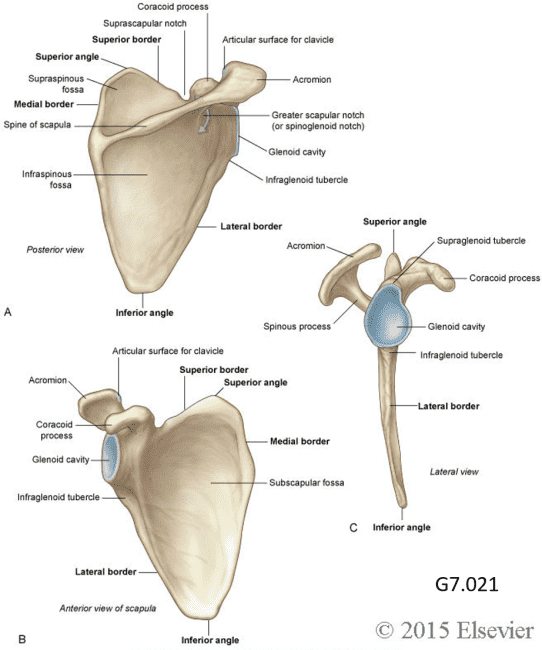 Coracoid process
Suprascapular notch
Superior border
Articular surface for clavicle
Superior angle
Supraspinous
fossa
Acromion
Medial border
Spine of scapula
Greater scapular notch
(or spinoglenoid notch)
Glenoid cavity
Infraspinous
fossa
Infraglenoid tubercle
Lateral border
Posterior view
A
Inferior angle
Superior angle
Acromion
Supraglenoid tubercle
Coracoid process
Spinous process
Glenoid cavity
Infraglenoid tubercle
Lateral border
Lateral view
C
Inferior angle
Articular surface for clavicle
Superior border
Superior angle
Acromion
Coracoid
process
Medial border
Glenoid cavity
Subscapular fossa
Infraglenoid tubercle
Lateral border
Anterior view of scapula
B
Inferior angle
G7.021
© 2015 Elsevier